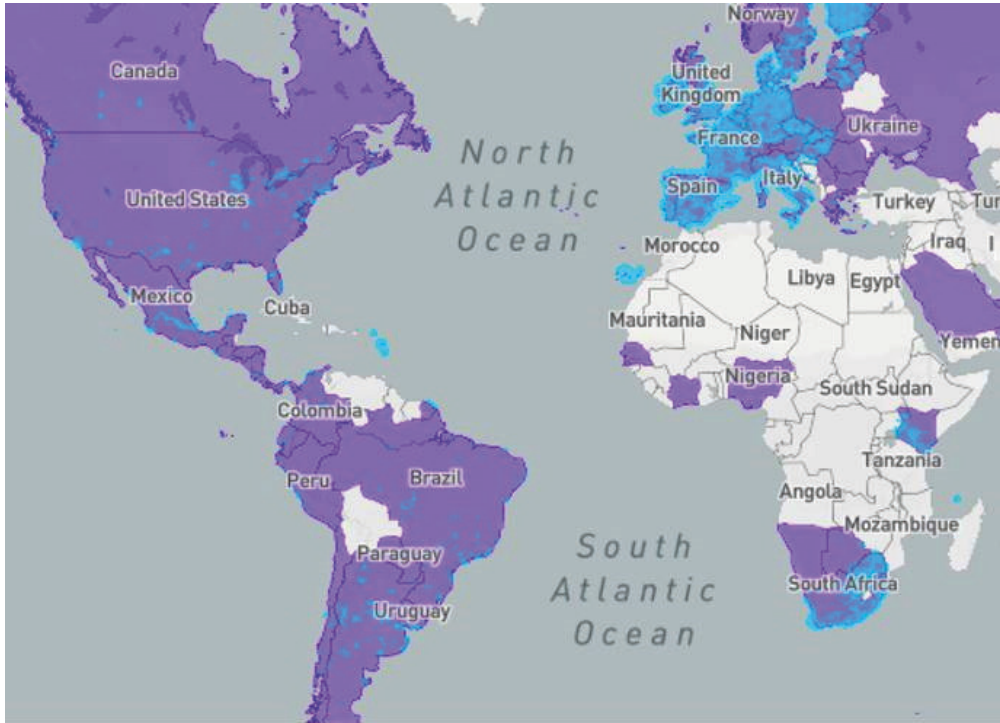 Norway
Canada
United
Kingdom
Ukraine
France
North
Atlantic
Ocean
Italy
Spain
United States
Turkey
Tur
Iraq
I
Morocco
Libya
Egypt
Mexico
Cuba
Mauritania
Niger
Yemen
Nigeria
South Sudan
Colombia
Tanzania
Peru
Brazil
Angola
Mozambique
South
Atlantic
Ocean
Paraguay
South Africa
Uruguay